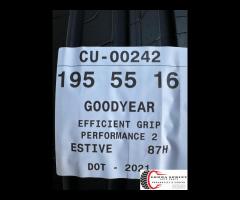 CU-00242
195 55 16
GOODYEAR
EFFICIENT GRIP
PERFORMANCE 2
ESTIVE 87H
DOT - 2021